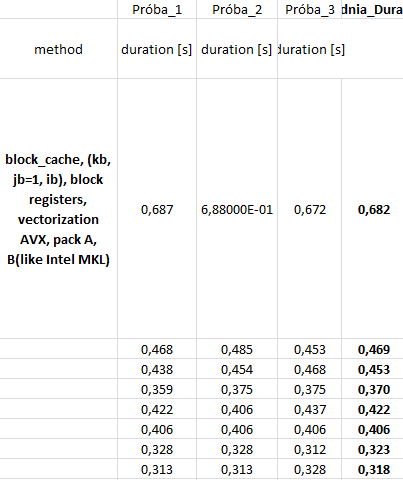 Próba_1 Próba_2 Próba_3 dnia_Dura
method duration [s] duration [s] duration [s]
block_cache, (kb,
jb=1, ib), block
registers,
vectorization
AVX, pack A,
B(like Intel MKL)
0,687 6,88000E-01 0,672 0,682
0,468 0,485 0,453 0,469
0,438 0,454 0,468 0,453
0,359 0,375 0,375 0,370
0,422 0,406 0,437 0,422
0,406 0,406 0,406 0,406
0,328 0,328 0,312 0,323
0,313 0,313 0,328 0,318